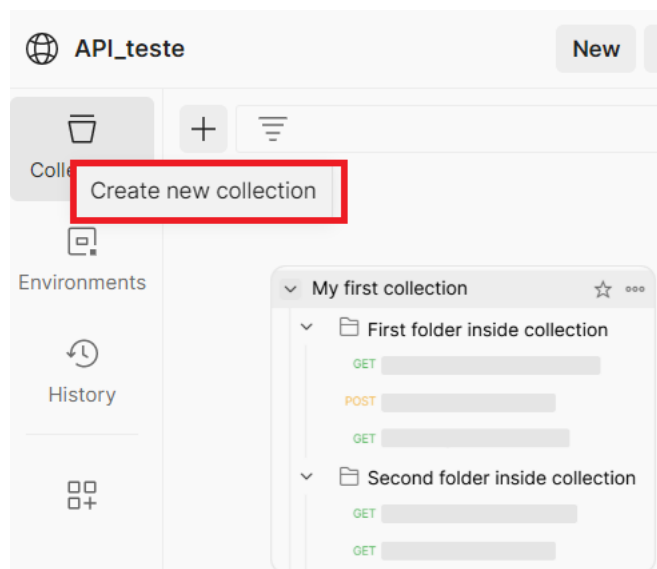 API_teste
New
Colle
Create new collection
Environments
History
My first collection
First folder inside collection
GET
POST
GET
Second folder inside collection
GET
GET